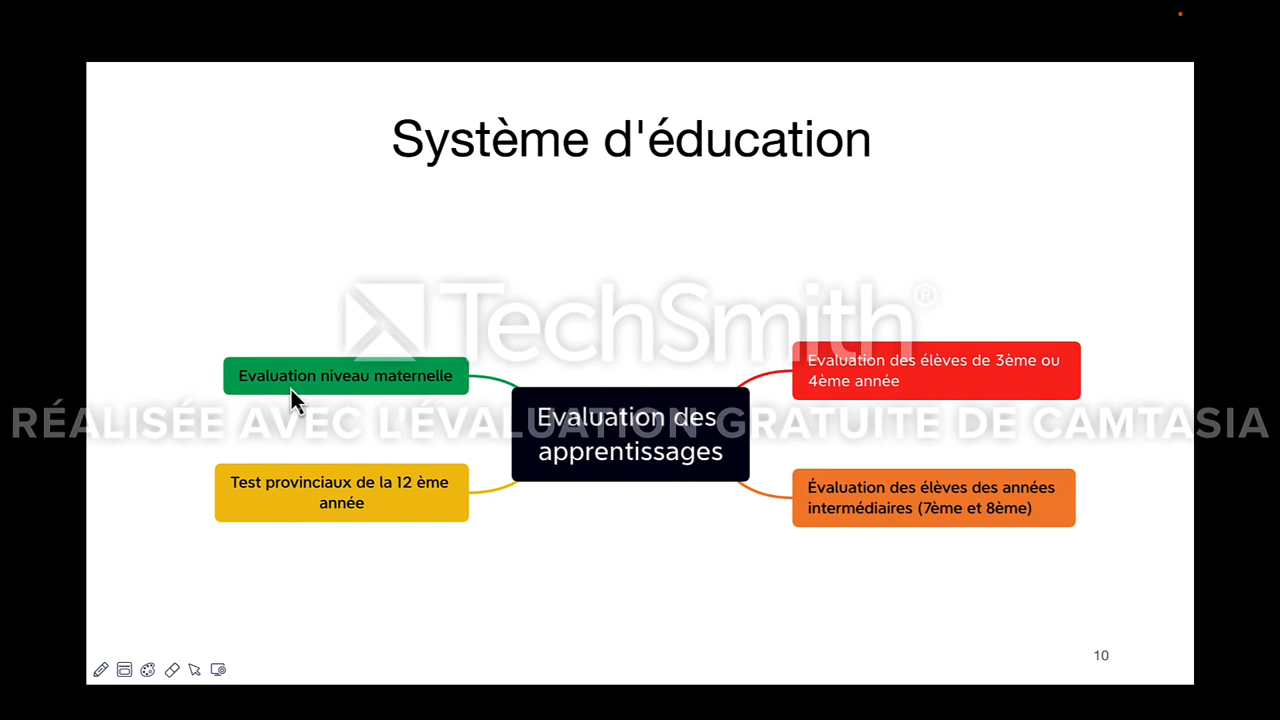 Système d'éducation
TechSmith®
Evaluation niveau maternelle
Evaluation des élèves de 3ème ou
4ème année
RÉALISÉE AVEC L'ÉVALUATION GRATUITE DE CAMTASIA
Evaluation des
apprentissages
Test provinciaux de la 12 ème
année
Évaluation des élèves des années
intermédiaires (7ème et 8ème)
10